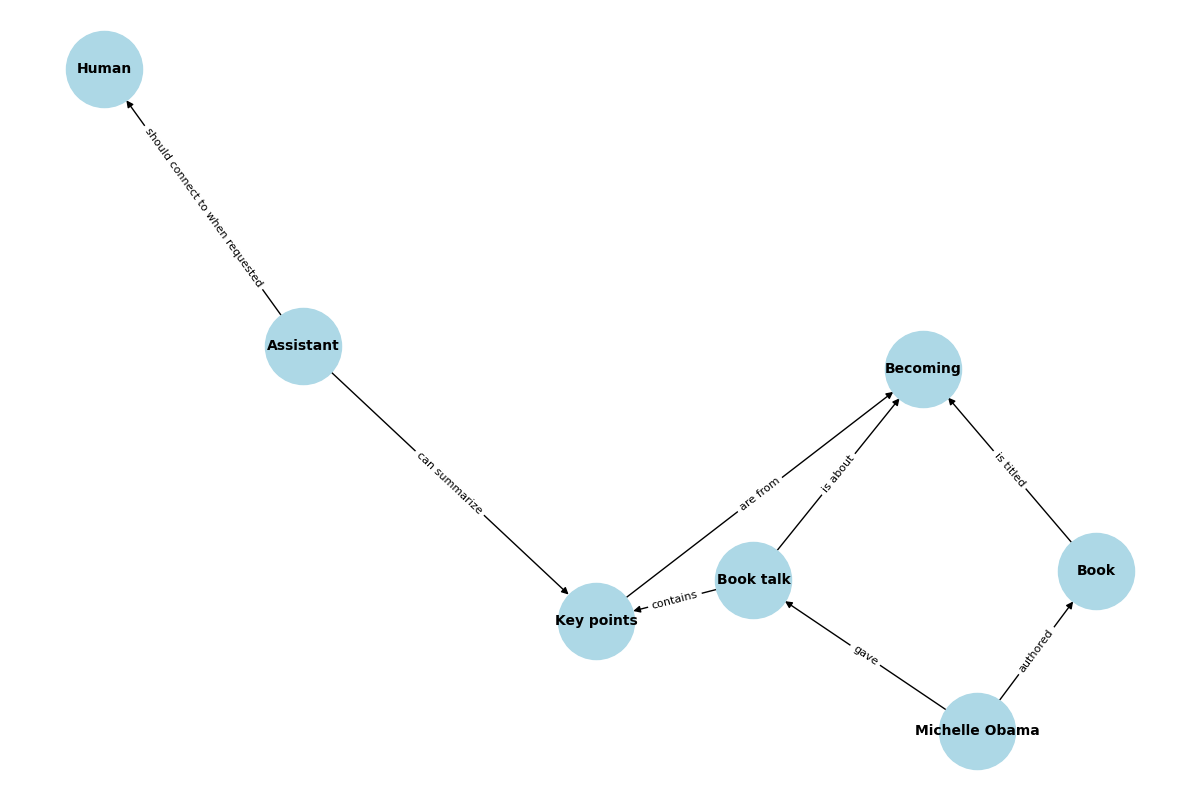 Human
should connect to when requested
Assistant
Becoming
can summarize
are from
is about
is titled
Book talk
Book
contains
Key points
gave
authored
Michelle Obama